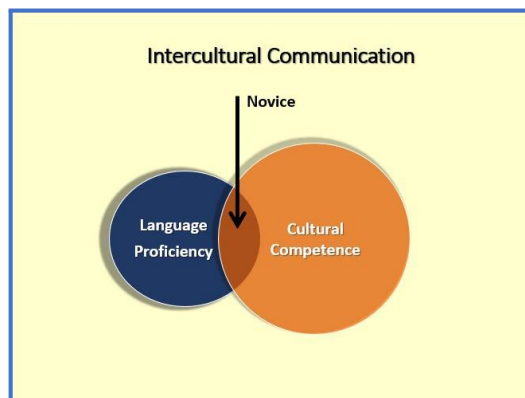 Intercultural Communication
Novice
Language
Proficiency
Cultural
Competence